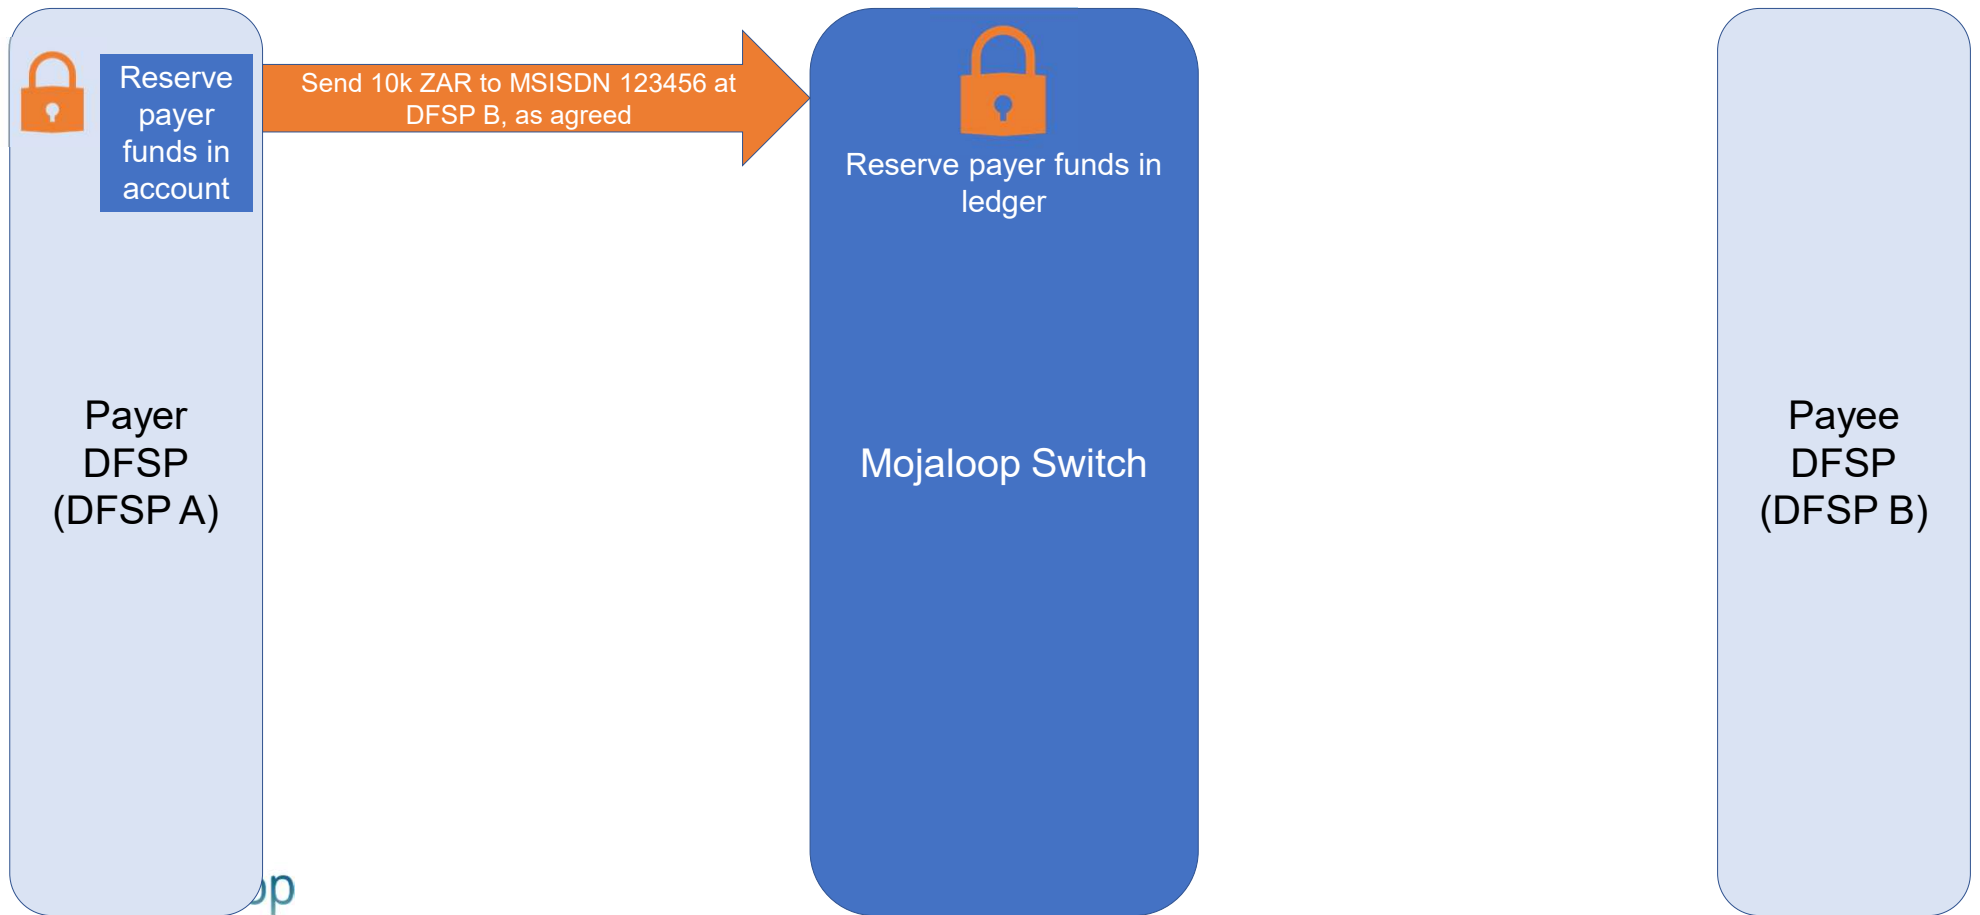 Reserve
payer
funds in
account
Send 10k ZAR to MSISDN 123456 at
DFSP B, as agreed
Reserve payer funds in
ledger
Payer
DFSP
(DFSP A)
Mojaloop Switch
Payee
DFSP
(DFSP B)
op